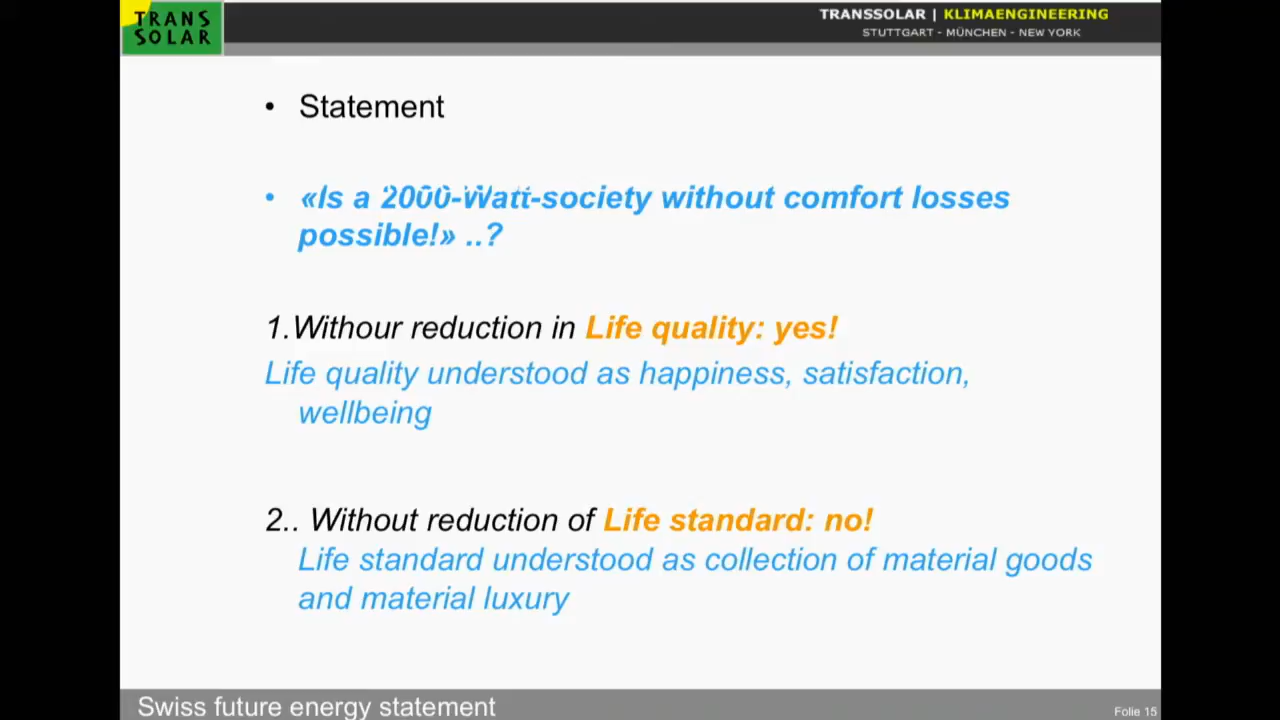 TRANS
SOLAR
TRANSSOLAR | KLIMAENGINEERING
STUTTGART - MÜNCHEN - NEW YORK
• Statement
• «Is a 2000-Watt-society without comfort losses
possible!» ..?
1.Withour reduction in Life quality: yes!
Life quality understood as happiness, satisfaction,
wellbeing
2.. Without reduction of Life standard: no!
Life standard understood as collection of material goods
and material luxury
Swiss future energy statement
Folie 15